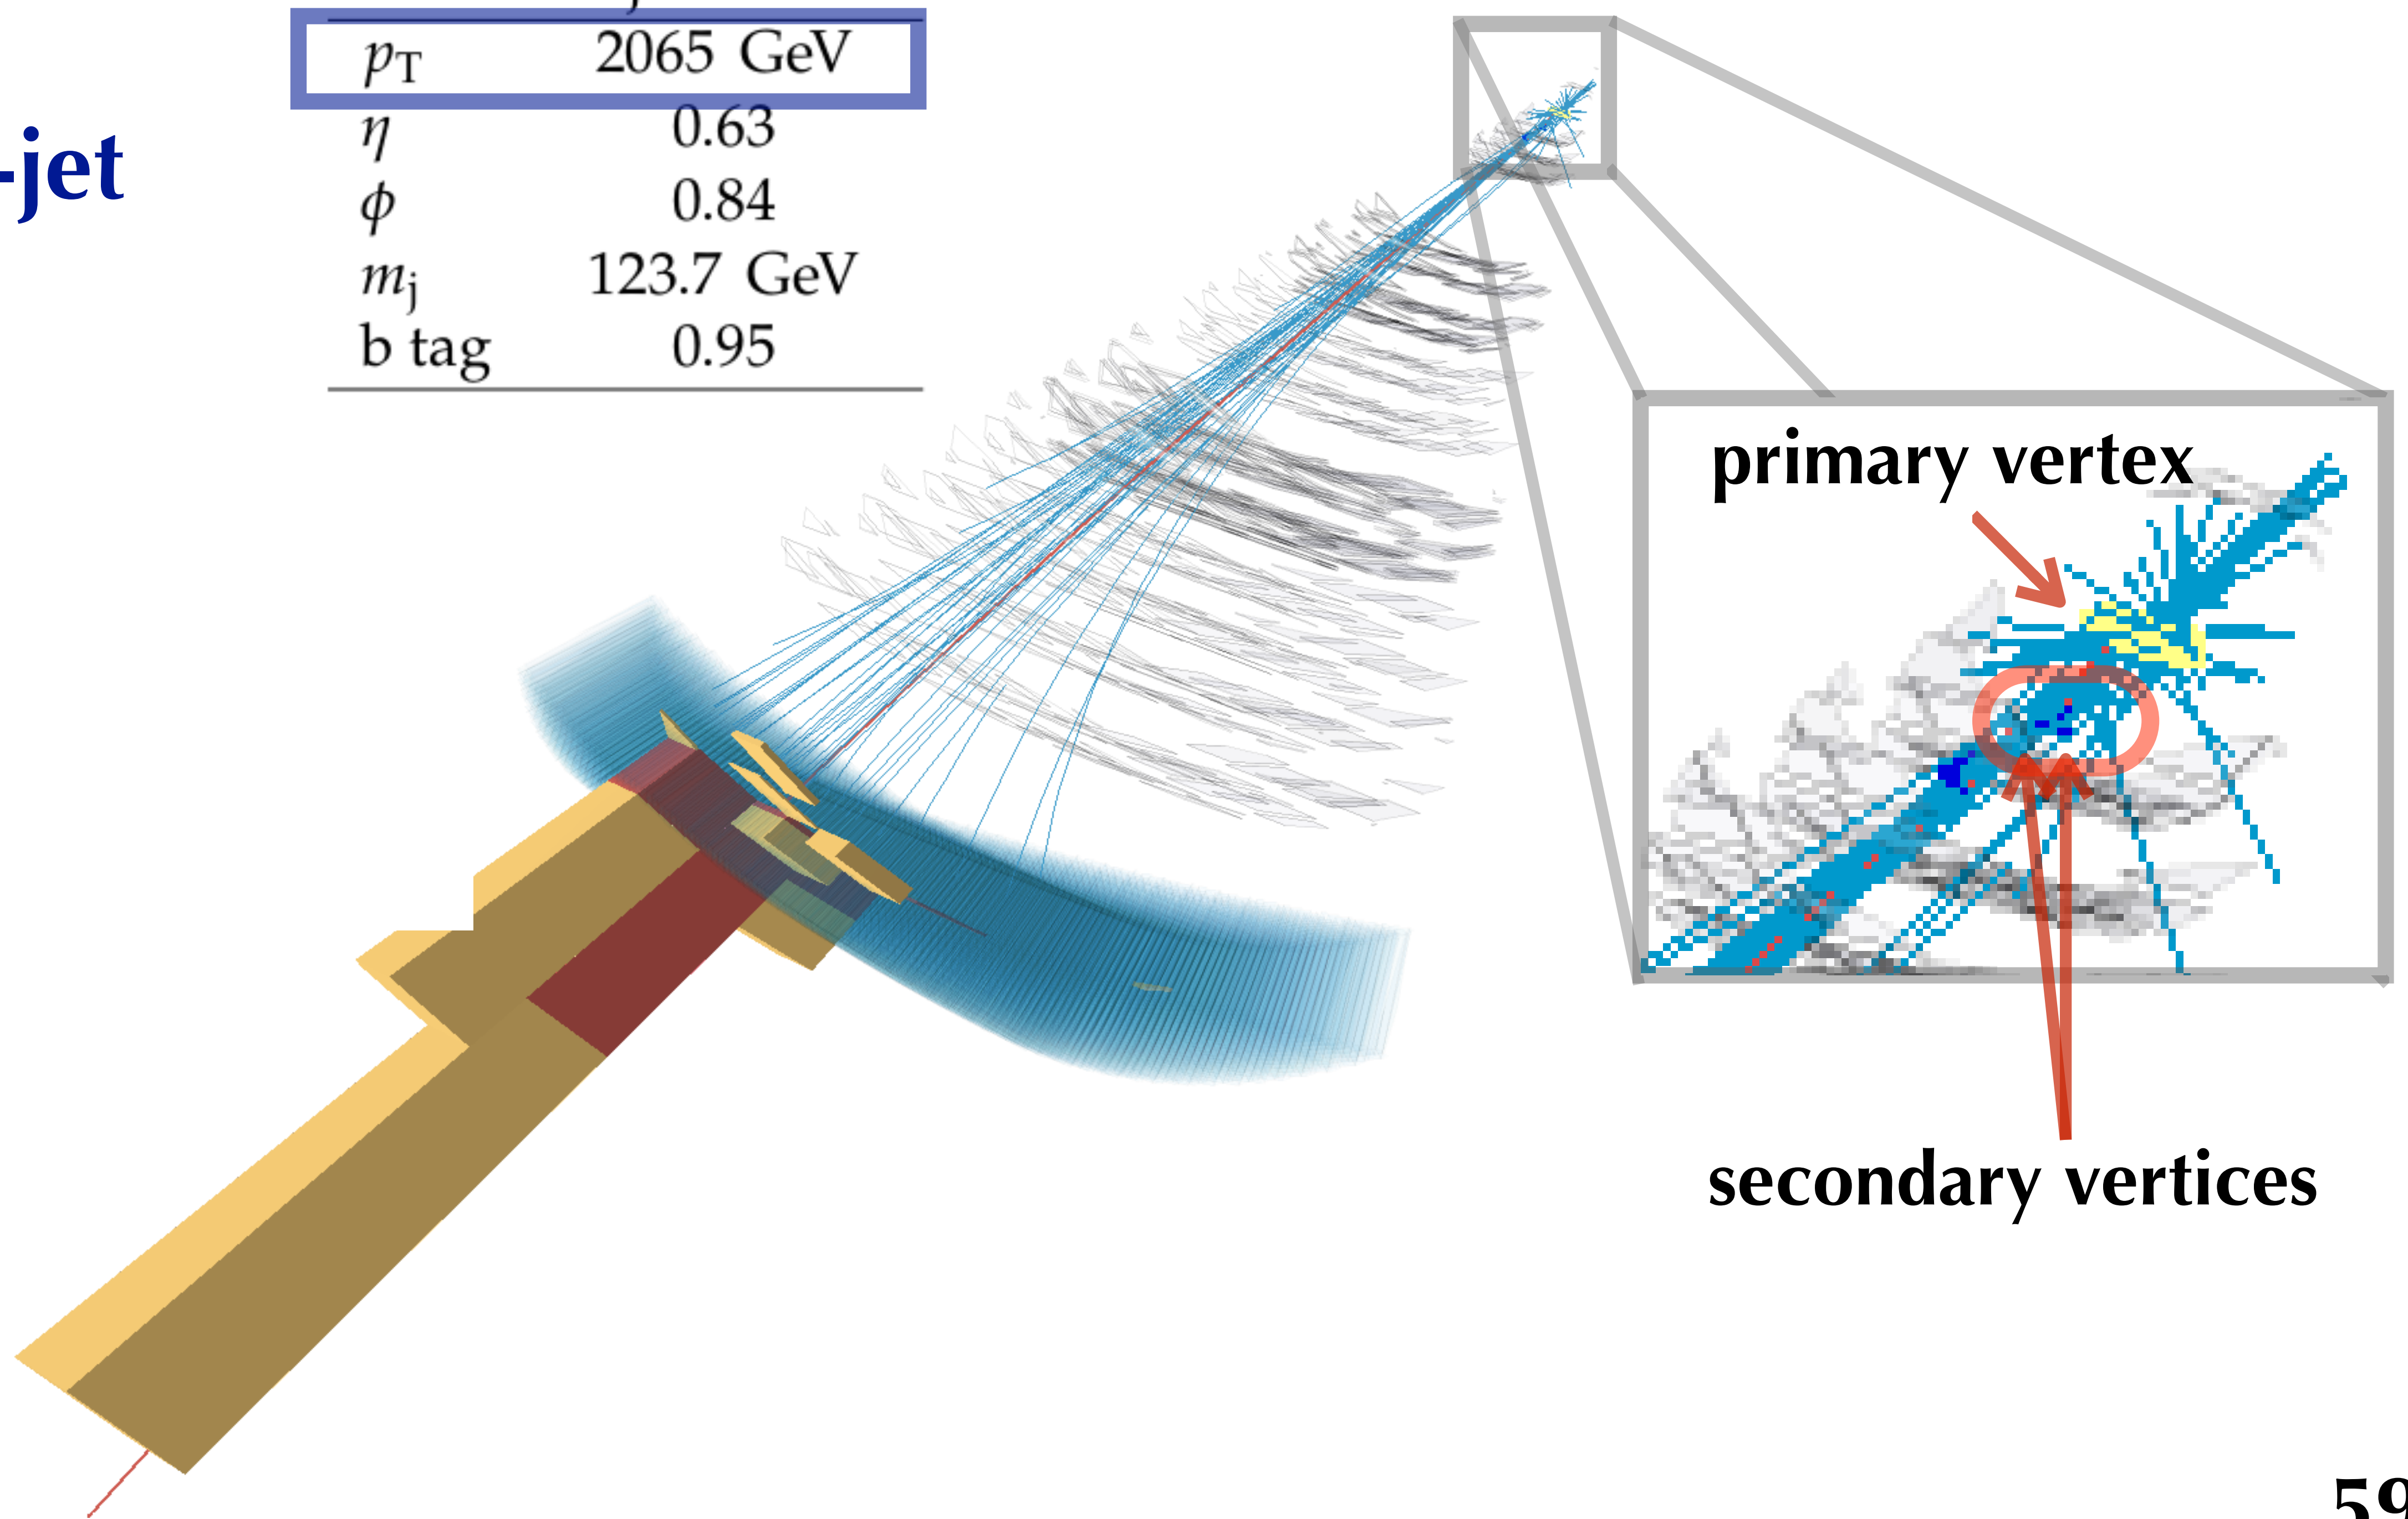 pT 2065 GeV
η 0.63
-jet
ϕ 0.84
mj 123.7 GeV
b tag 0.95
primary vertex
secondary vertices
59